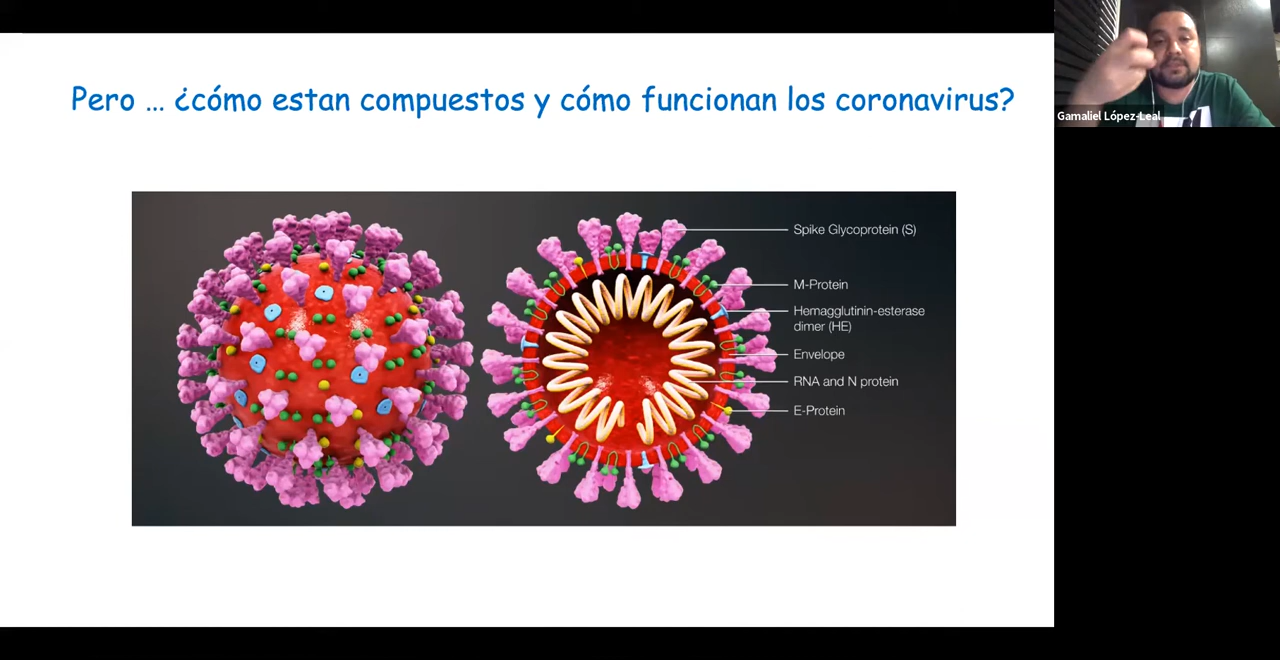 Pero ... ¿cómo estan compuestos y cómo funcionan los coronavirus?
Spike Glycoprotein (S)
M-Protein
Hemagglutinin-esterase
dimer (HE)
Envelope
RNA and N protein
E-Protein
Gamaliel López-Leal